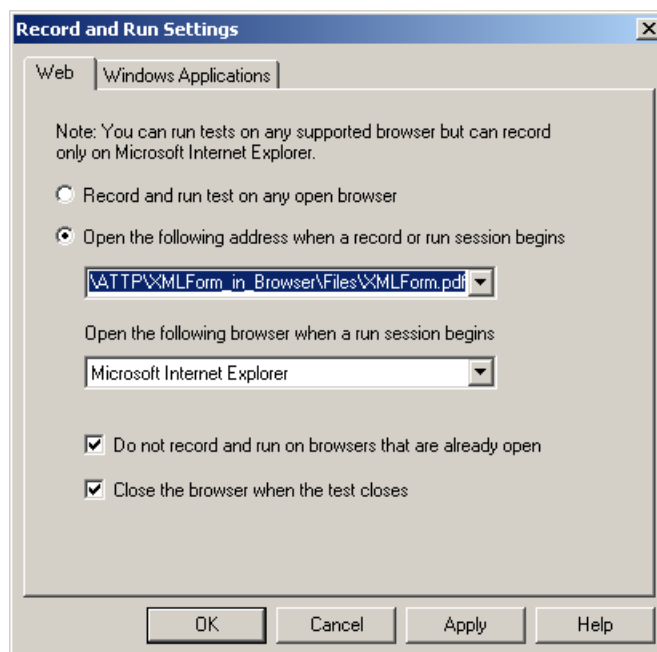 Record and Run Settings
Web
Windows Applications
Note: You can run tests on any supported browser but can record
only on Microsoft Internet Explorer.
Record and run test on any open browser
Open the following address when a record or run session begins
\ATTP\XMLForm_in_Browser\Files\XMLForm.pdf
Open the following browser when a run session begins
Microsoft Internet Explorer
Do not record and run on browsers that are already open
Close the browser when the test closes
OK
Cancel
Apply
Help